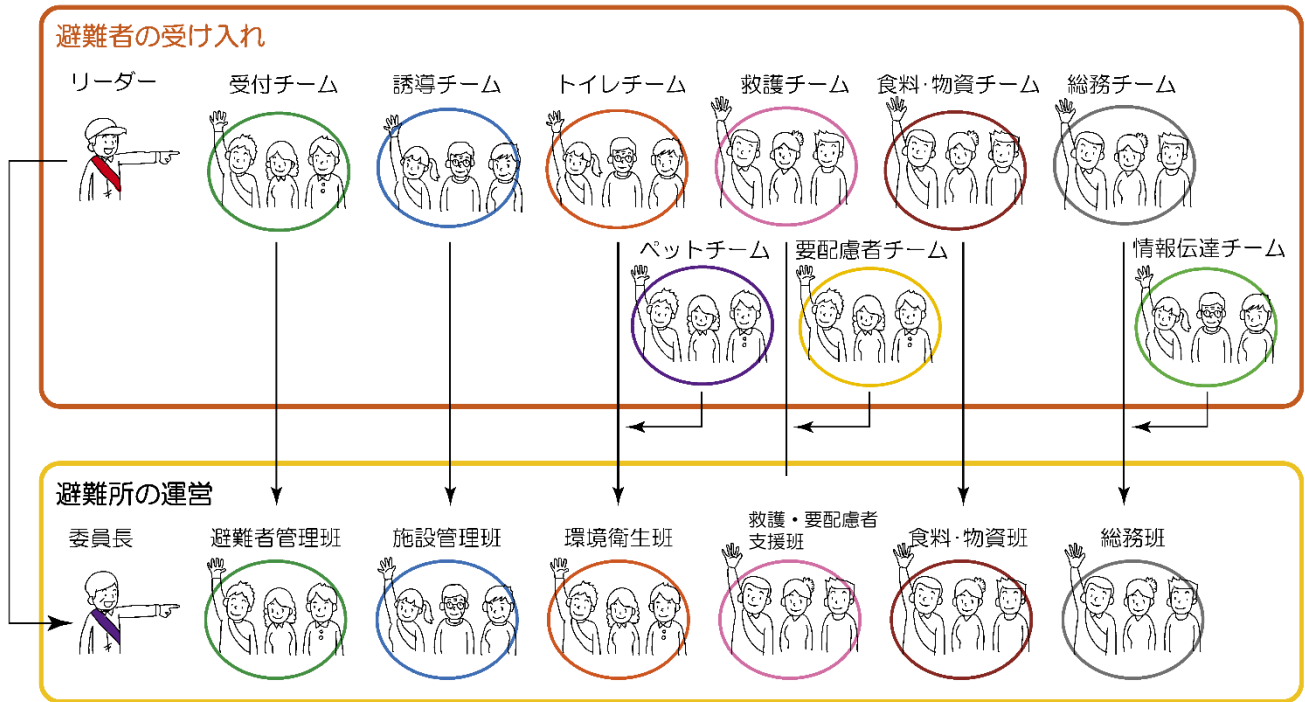 避難者の受け入れ
リーダー
受付チーム
誘導チーム
トイレチーム
救護チーム
食料・物資チーム
総務チーム
ペットチーム
要配慮者チーム
情報伝達チーム
避難所の運営
委員長
避難者管理班
施設管理班
環境衛生班
救護・要配慮者
支援班
食料・物資班
総務班